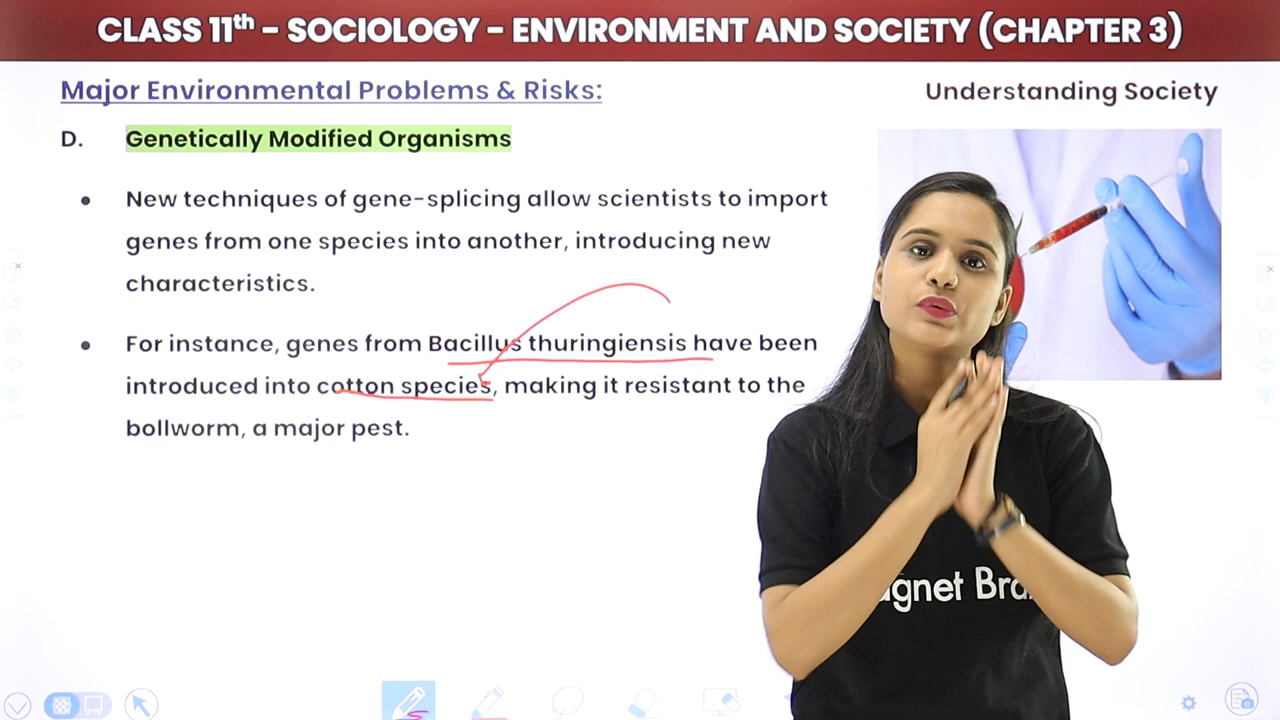 CLASS 11th – SOCIOLOGY – ENVIRONMENT AND SOCIETY (CHAPTER 3)
Major Environmental Problems & Risks:
Understanding Society
D. Genetically Modified Organisms
• New techniques of gene-splicing allow scientists to import
genes from one species into another, introducing new
characteristics.
• For instance, genes from Bacillus thuringiensis have been
introduced into cotton species, making it resistant to the
bollworm, a major pest.
gnet Bra